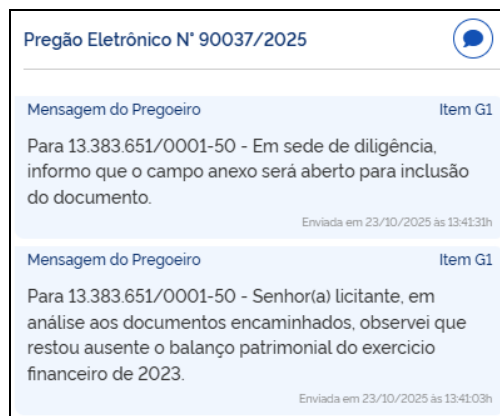 Pregão Eletrônico N° 90037/2025
Mensagem do Pregoeiro Item G1
Para 13.383.651/0001-50 - Em sede de diligência,
informo que o campo anexo será aberto para inclusão
do documento.
Enviada em 23/10/2025 às 13:41:31h
Mensagem do Pregoeiro Item G1
Para 13.383.651/0001-50 - Senhor(a) licitante, em
análise aos documentos encaminhados, observei que
restou ausente o balanço patrimonial do exercicio
financeiro de 2023.
Enviada em 23/10/2025 às 13:41:03h